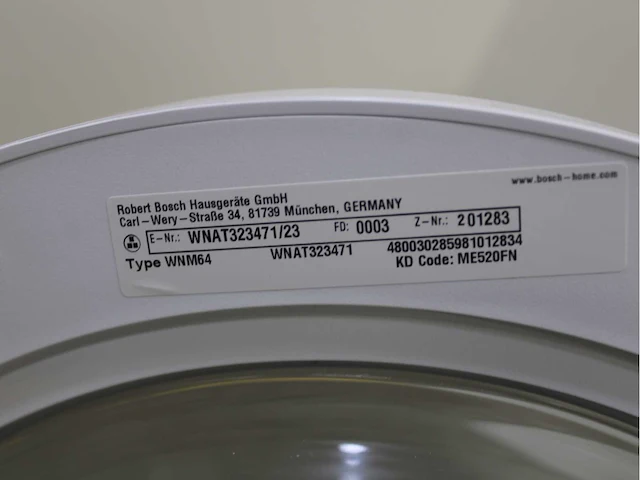 www.bosch-home.com
Robert Bosch Hausgeräte GmbH
Carl-Wery-Straße 34, 81739 München, GERMANY
E-Nr.: WNAT323471/23 FD: 0003 Z-Nr.: 201283
Type WNM64 WNAT323471 480030285981012834
KD Code: ME520FN